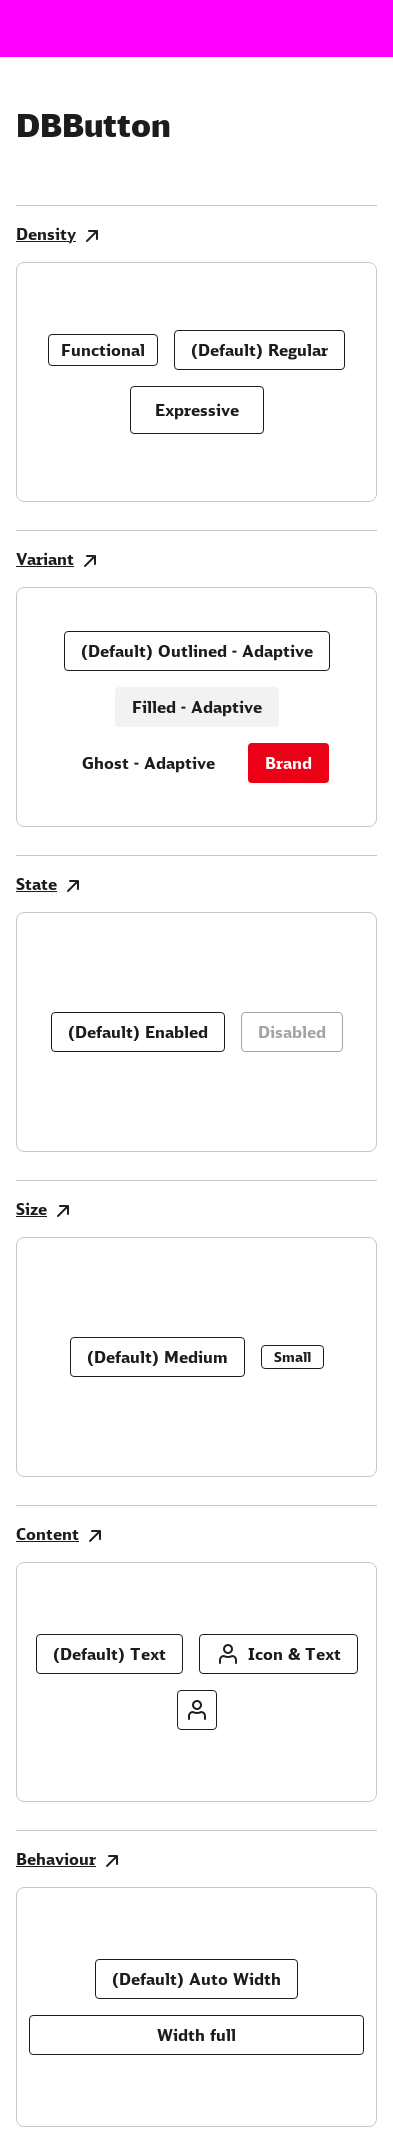 DBButton
Density
Functional
(Default) Regular
Expressive
Variant
(Default) Outlined - Adaptive
Filled - Adaptive
Ghost - Adaptive
Brand
State
(Default) Enabled
Disabled
Size
(Default) Medium
Small
Content
(Default) Text
Icon & Text
Behaviour
(Default) Auto Width
Width full